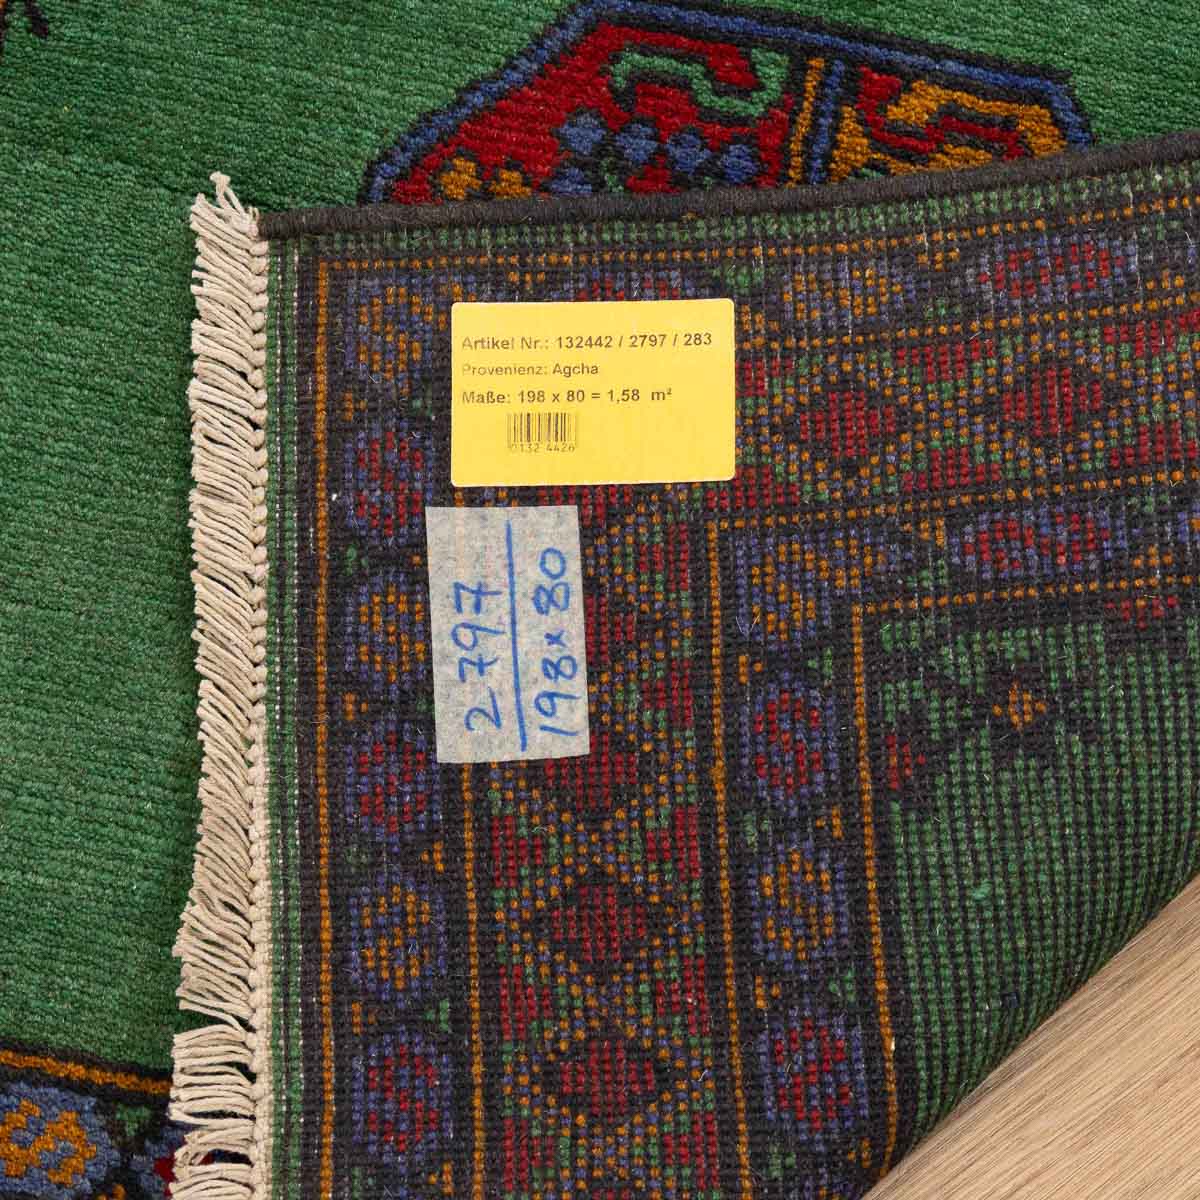 Artikel Nr.: 132442 / 2797 / 283
Provenienz: Agcha
Maße: 198 x 80 = 1,58 m²
0132 4426
2797
198x80